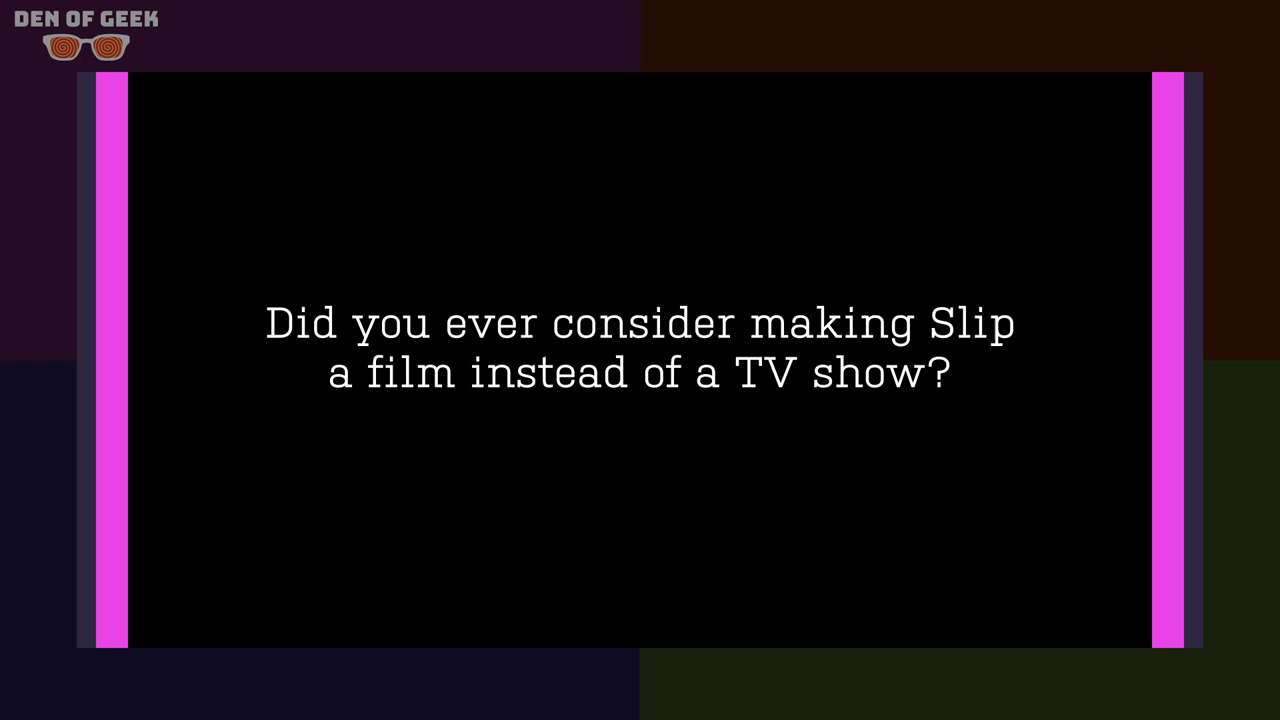 DEN OF GEEK
Did you ever consider making Slip
a film instead of a TV show?